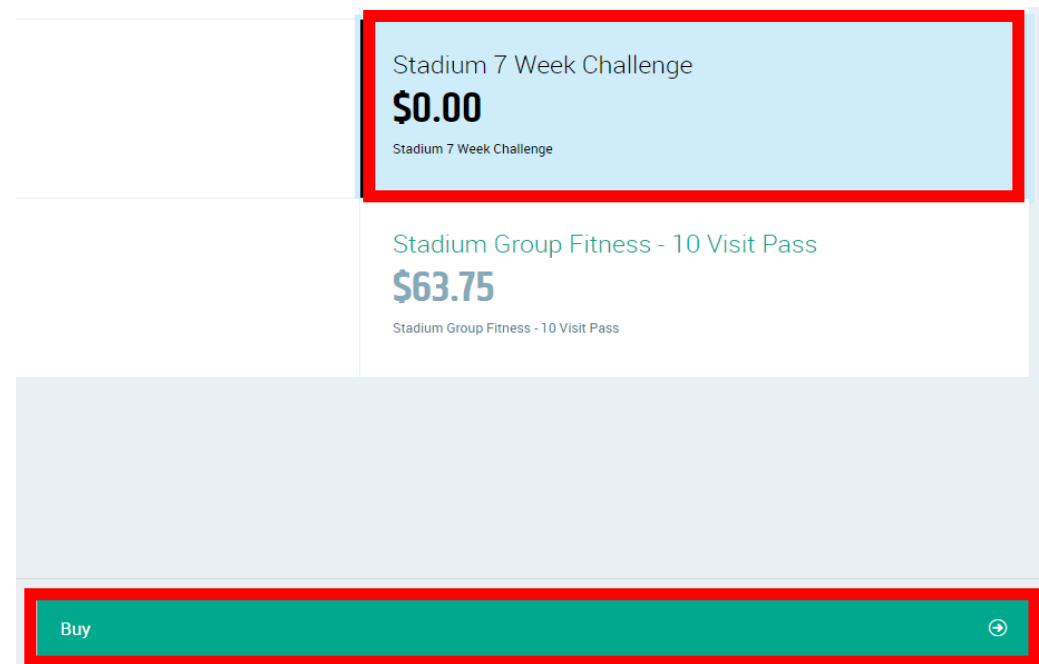 Stadium 7 Week Challenge
$0.00
Stadium 7 Week Challenge
Stadium Group Fitness - 10 Visit Pass
$63.75
Stadium Group Fitness - 10 Visit Pass
Buy